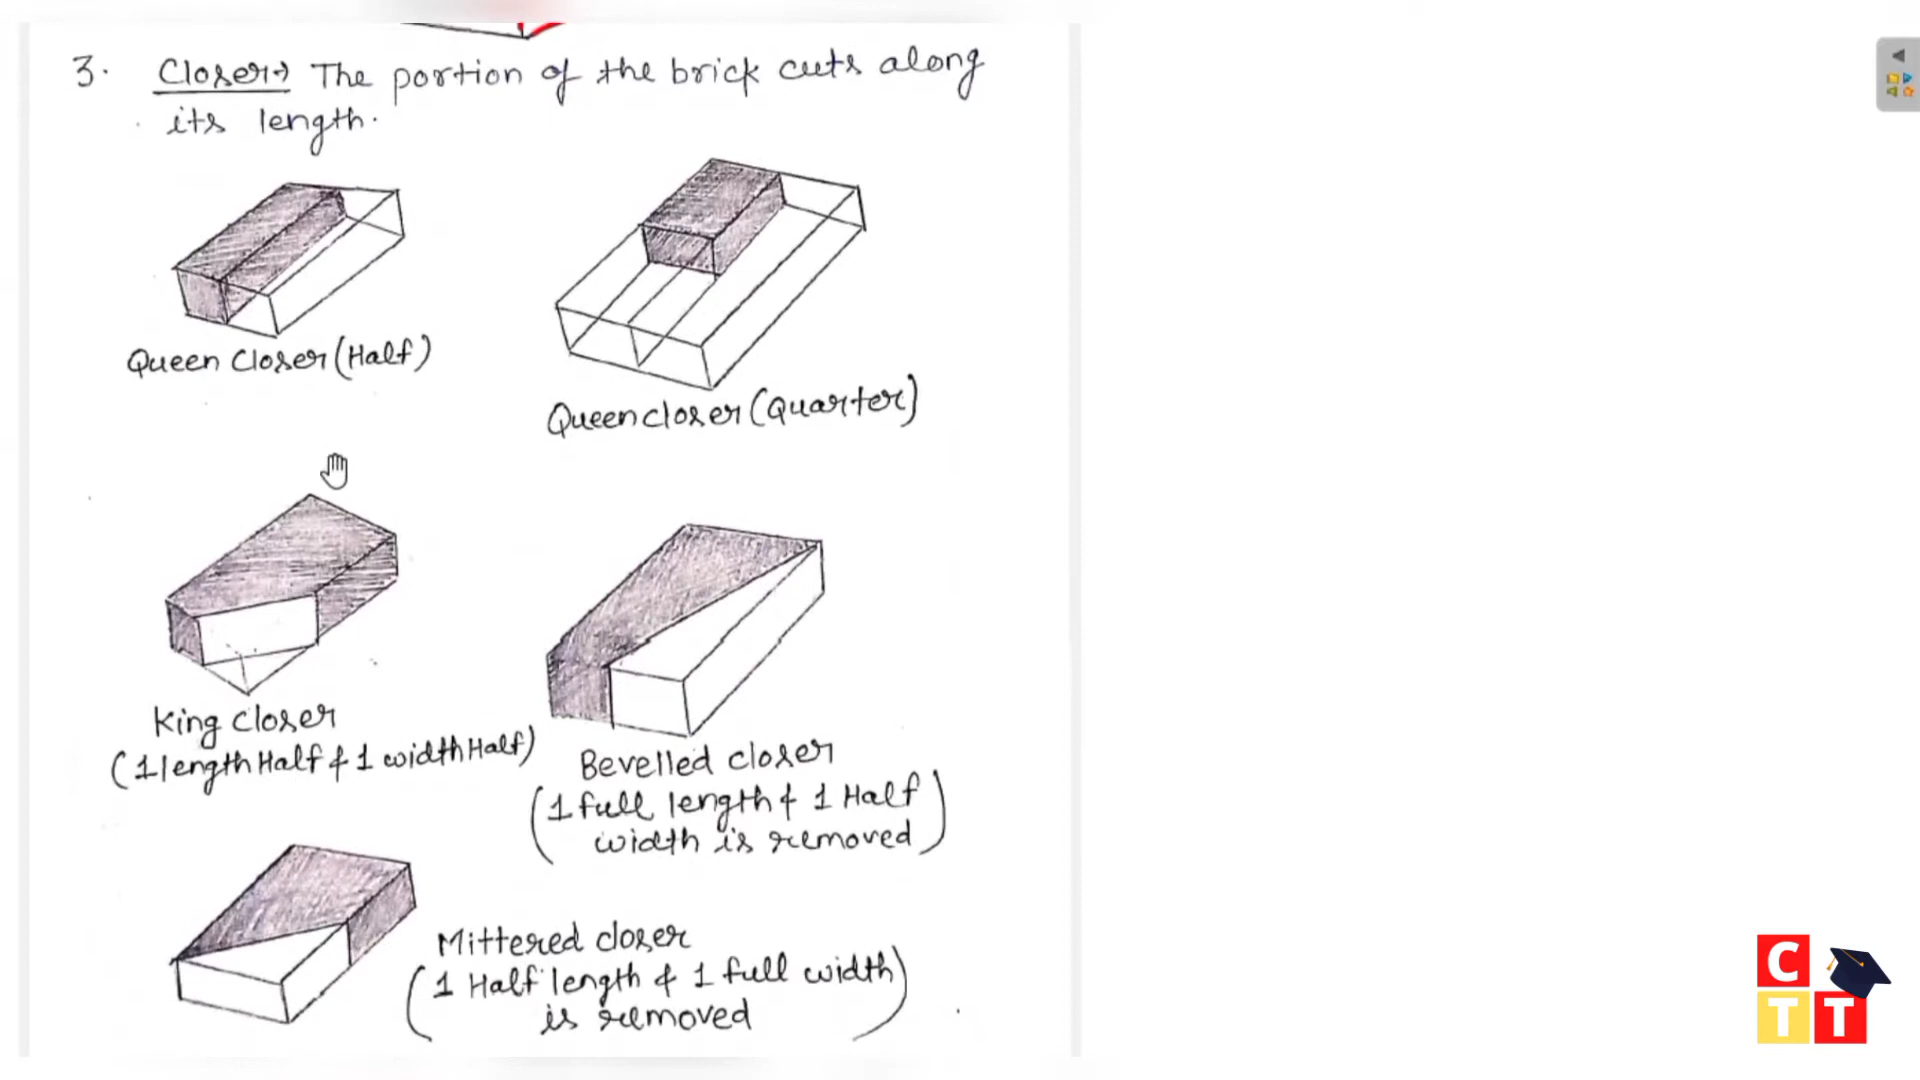 3. Closer→ The portion of the brick cuts along
its length.
Queen Closer (Half)
Queen closer (Quarter)
King closer
(1 length Half & 1 width Half)
Bevelled closer
(1 full length & 1 Half
width is removed)
Mittered closer
(1 Half length & 1 full width
is removed)
C
T T